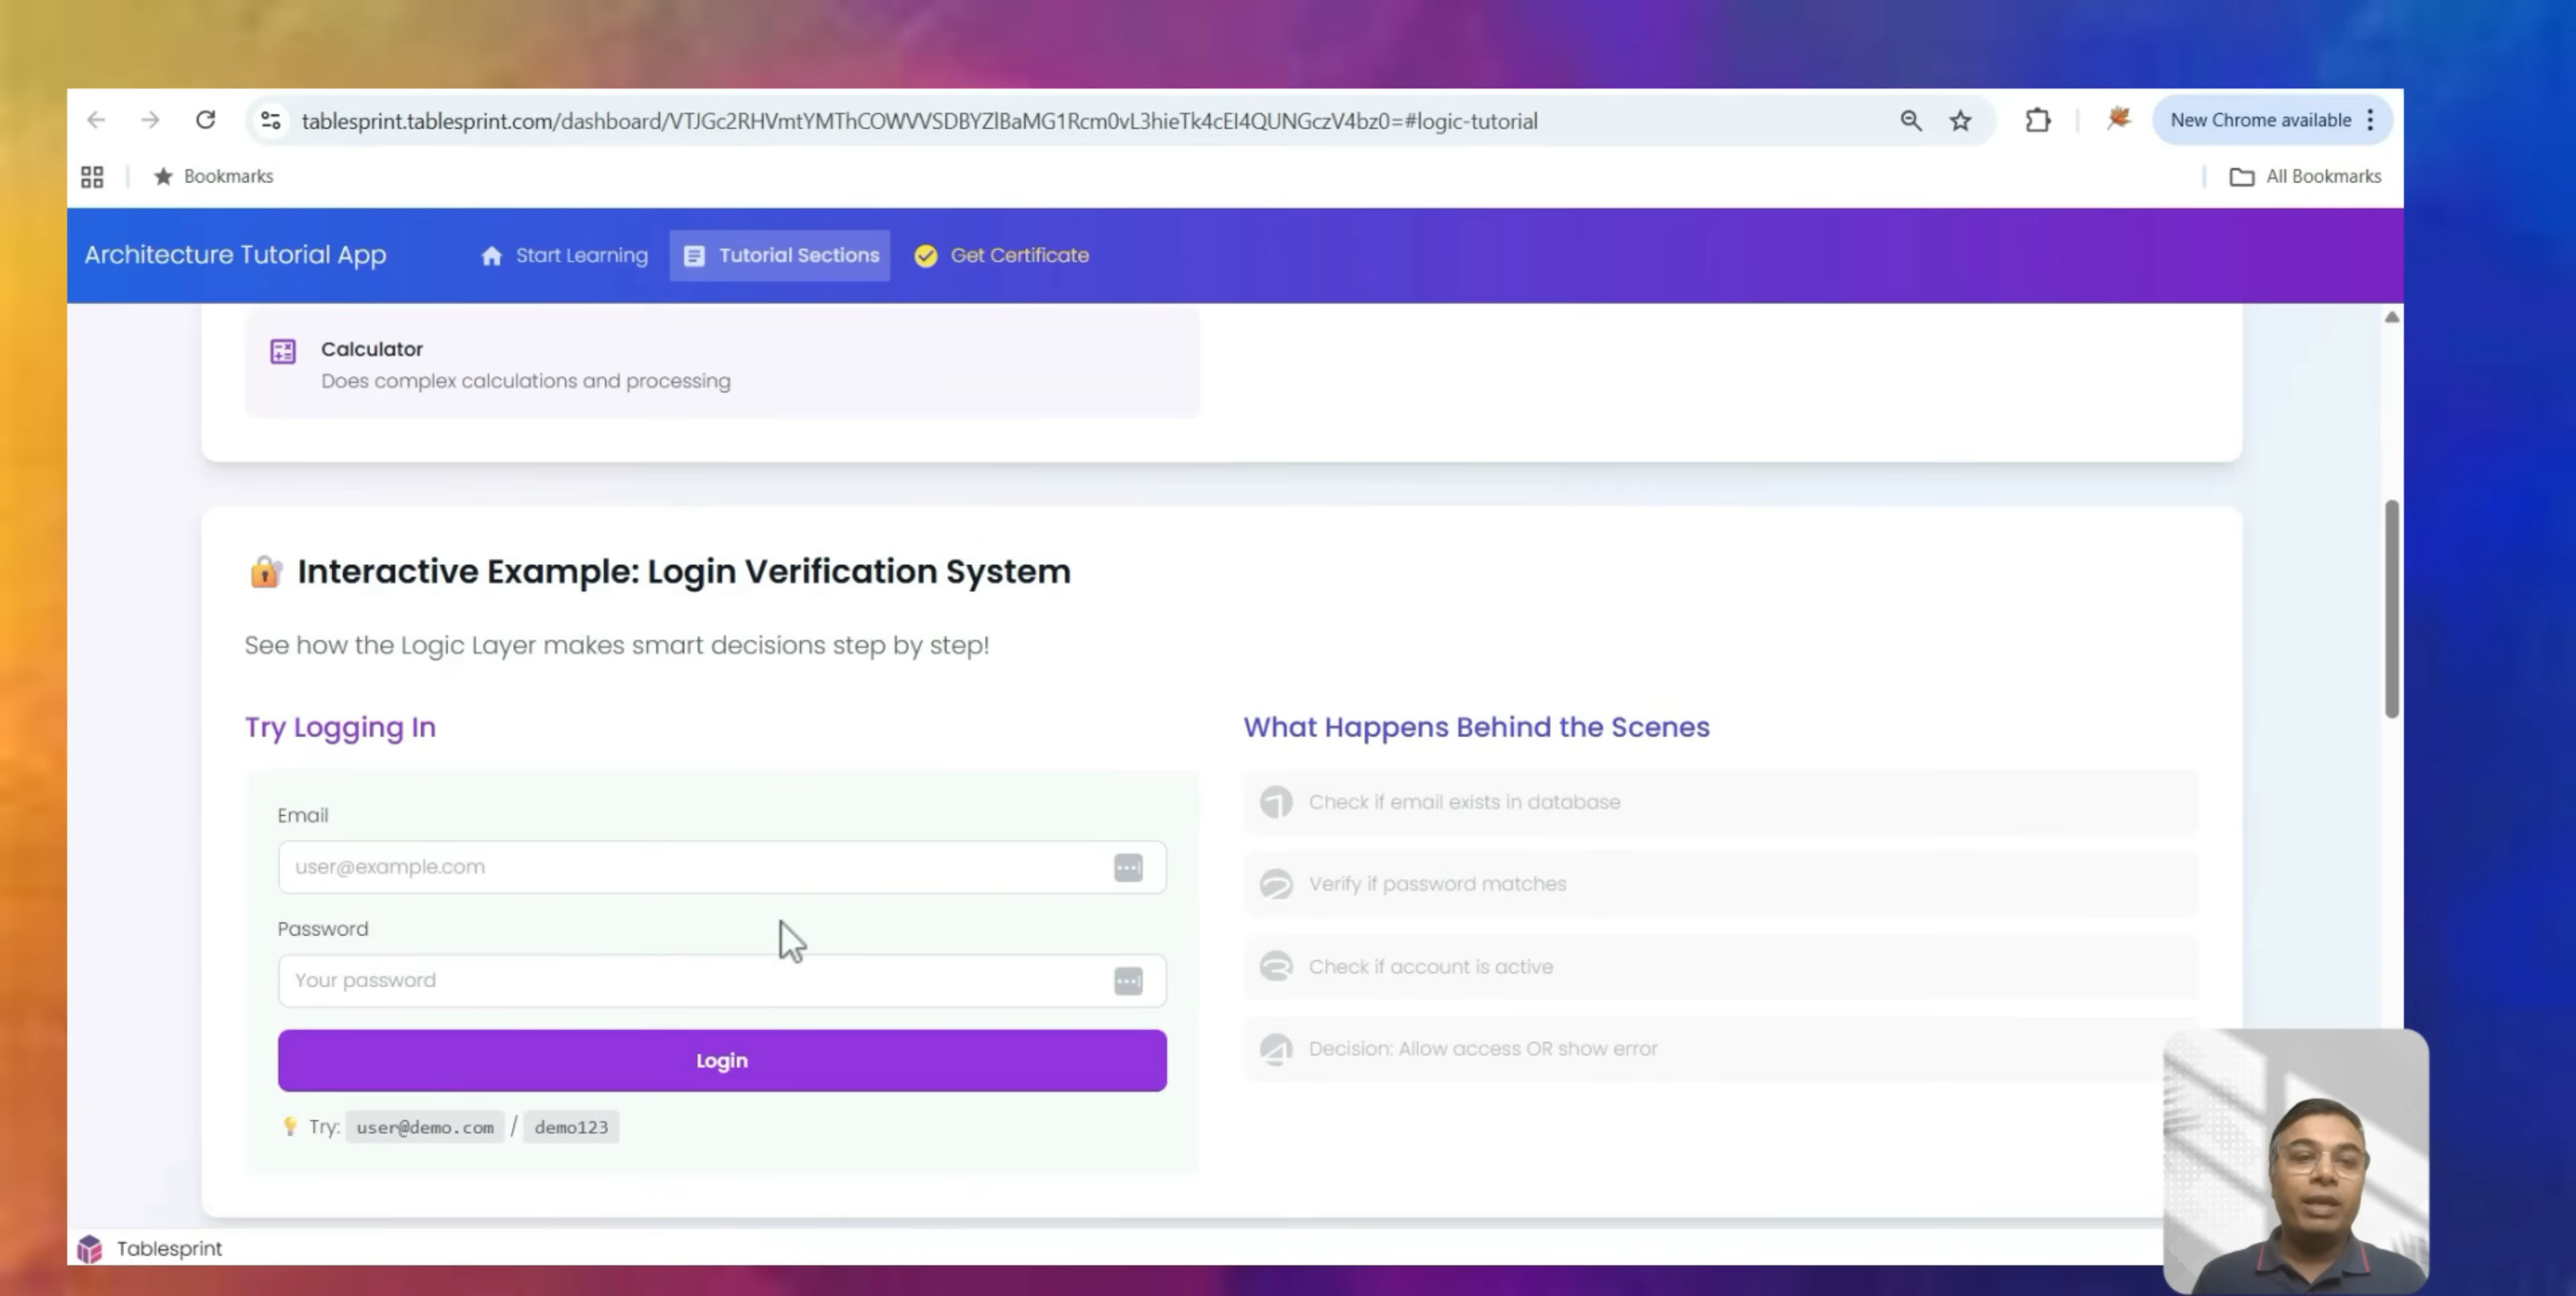 tablesprint.tablesprint.com/dashboard/VTJGc2RHVmtYMThCOWVVSDBYZlBaMG1Rcm0vL3hieTk4cEI4QUNGczV4bz0=#logic-tutorial
New Chrome available
Bookmarks
All Bookmarks
Architecture Tutorial App
Start Learning
Tutorial Sections
Get Certificate
Calculator
Does complex calculations and processing
Interactive Example: Login Verification System
See how the Logic Layer makes smart decisions step by step!
Try Logging In
Email
user@example.com
Password
Your password
Login
Try: user@demo.com / demo123
What Happens Behind the Scenes
1 Check if email exists in database
2 Verify if password matches
3 Check if account is active
4 Decision: Allow access OR show error
Tablesprint